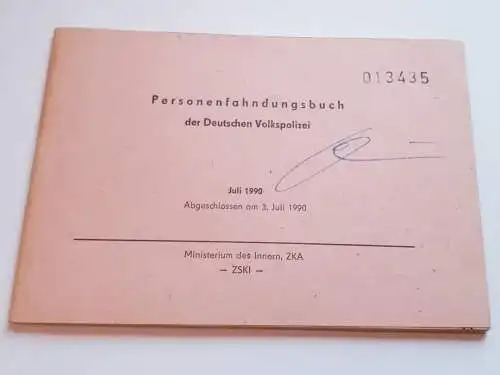 013435
Personenfahndungsbuch
der Deutschen Volkspolizei
Juli 1990
Abgeschlossen am 3. Juli 1990
Ministerium des Innern, ZKA
— ZSKI —